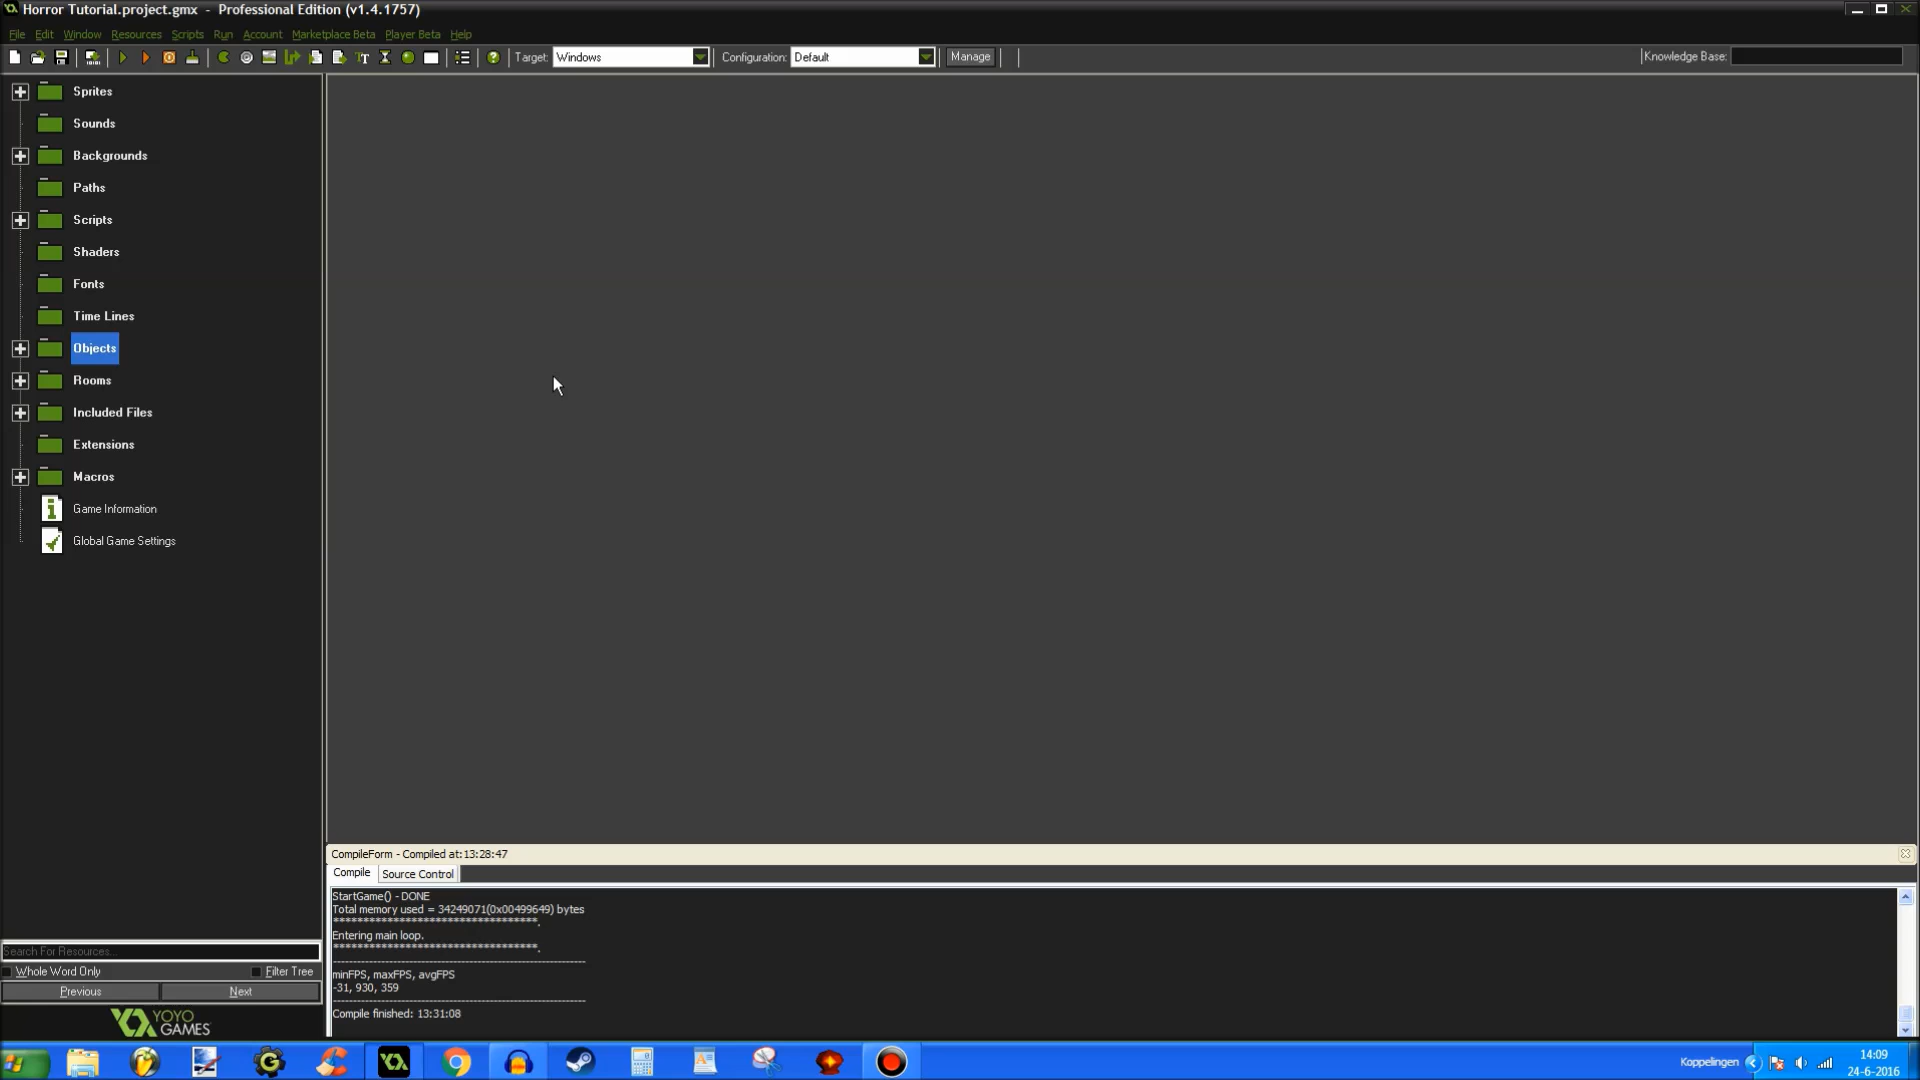 Horror Tutorial.project.gmx - Professional Edition (v1.4.1757)
File Edit Window Resources Scripts Run Account Marketplace Beta Player Beta Help
Target: Windows Configuration: Default Manage Knowledge Base:
Sprites
Sounds
Backgrounds
Paths
Scripts
Shaders
Fonts
Time Lines
Objects
Rooms
Included Files
Extensions
Macros
Game Information
Global Game Settings
CompileForm - Compiled at:13:28:47
Compile Source Control
StartGame() - DONE
Total memory used = 34249071(0x00499649) bytes
***********************************.
Entering main loop.
***********************************.
minFPS, maxFPS, avgFPS
-31, 930, 359
Compile finished: 13:31:08
Search For Resources...
Whole Word Only Filter Tree
Previous Next
YOYO
GAMES
Koppelingen
14:09
24-6-2016